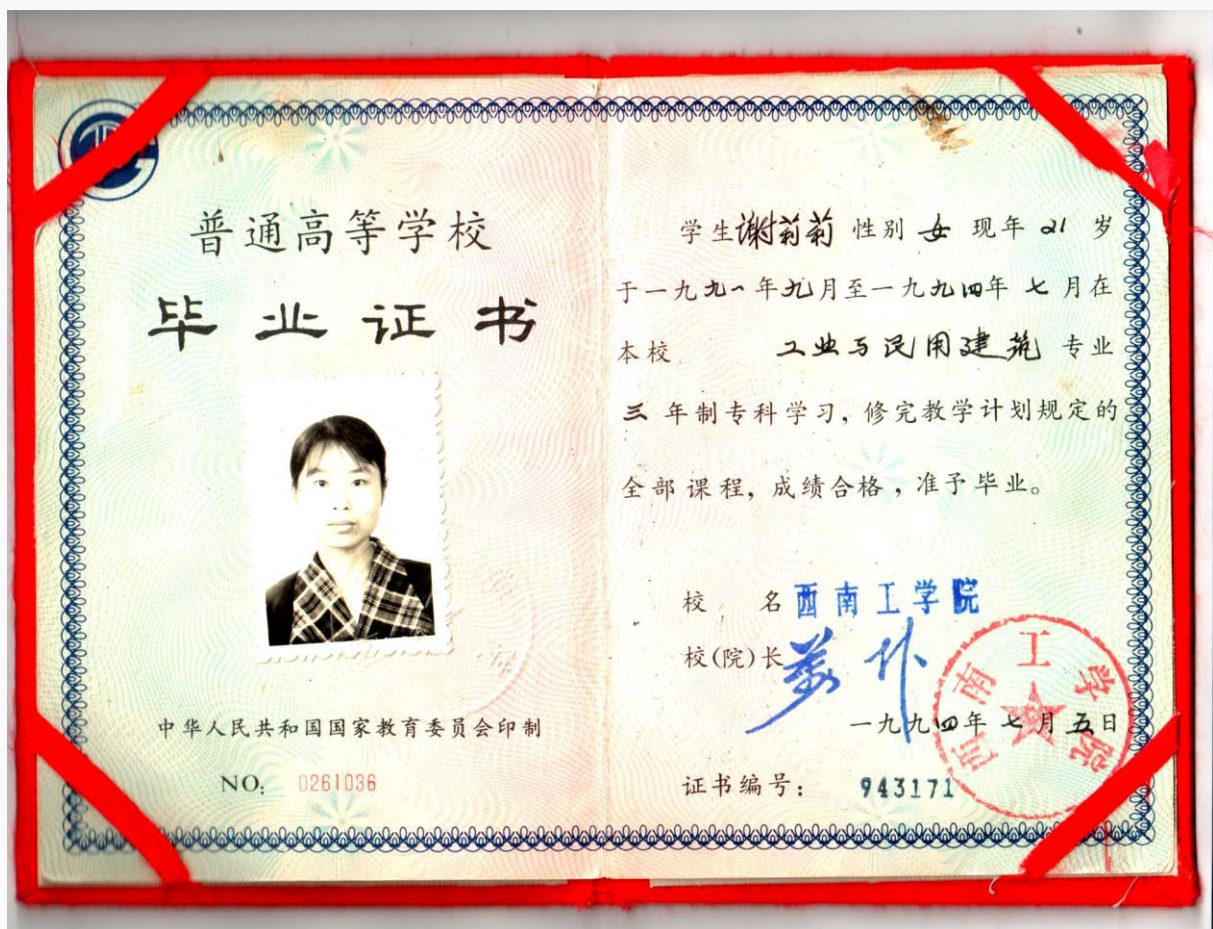 普通高等学校
毕业证书
中华人民共和国国家教育委员会印制
NO: 0261036
学生谢莉莉 性别 女 现年 21 岁
于一九九一年九月至一九九四年七月在
本校 工业与民用建筑 专业
三年制专科学习，修完教学计划规定的
全部课程，成绩合格，准予毕业。
校 名 西南工学院
校(院)长
一九九四年七月五日
证书编号： 943171
西南工学院